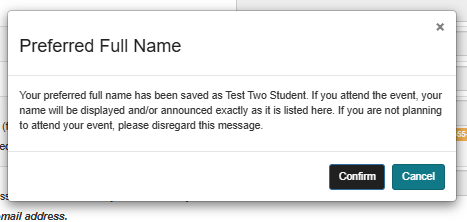 ×
Preferred Full Name
Your preferred full name has been saved as Test Two Student. If you attend the event, your
name will be displayed and/or announced exactly as it is listed here. If you are not planning
to attend your event, please disregard this message.
Confirm Cancel
mail address.